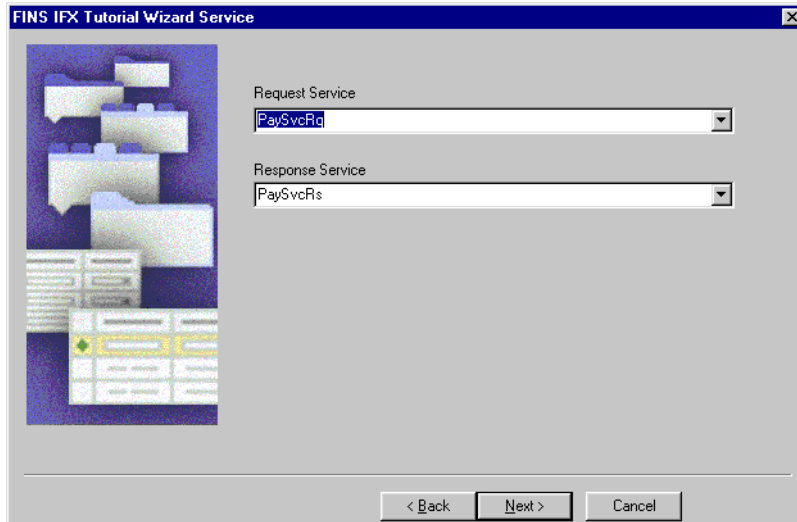 FINS IFX Tutorial Wizard Service
Request Service
PaySvcRq
Response Service
PaySvcRs
< Back Next > Cancel